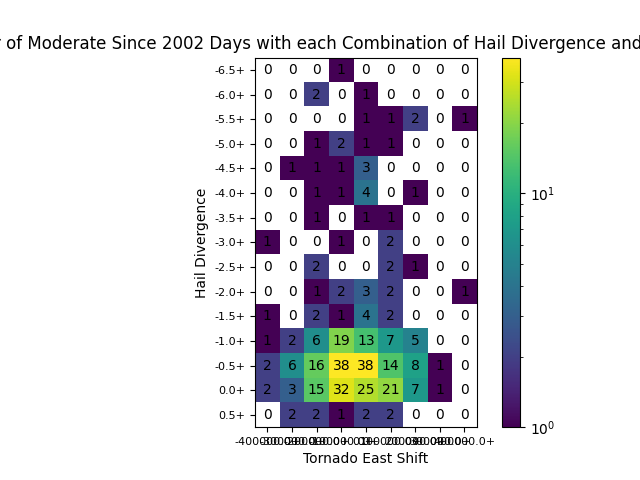 of Moderate Since 2002 Days with each Combination of Hail Divergence and
-6.5+ 0 0 0 1 0 0 0 0 0
-6.0+ 0 0 2 0 1 0 0 0 0
-5.5+ 0 0 0 0 1 1 2 0 1
-5.0+ 0 0 1 2 1 1 0 0 0
-4.5+ 0 1 1 1 3 0 0 0 0
-4.0+ 0 0 1 1 4 0 1 0 0
-3.5+ 0 0 1 0 1 1 0 0 0
-3.0+ 1 0 0 1 0 2 0 0 0
-2.5+ 0 0 2 0 0 2 1 0 0
-2.0+ 0 0 1 2 3 2 0 0 1
-1.5+ 1 0 2 1 4 2 0 0 0
-1.0+ 1 2 6 19 13 7 5 0 0
-0.5+ 2 6 16 38 38 14 8 1 0
0.0+ 2 3 15 32 25 21 7 1 0
0.5+ 0 2 2 1 2 2 0 0 0
Hail Divergence
Tornado East Shift
10¹
10⁰